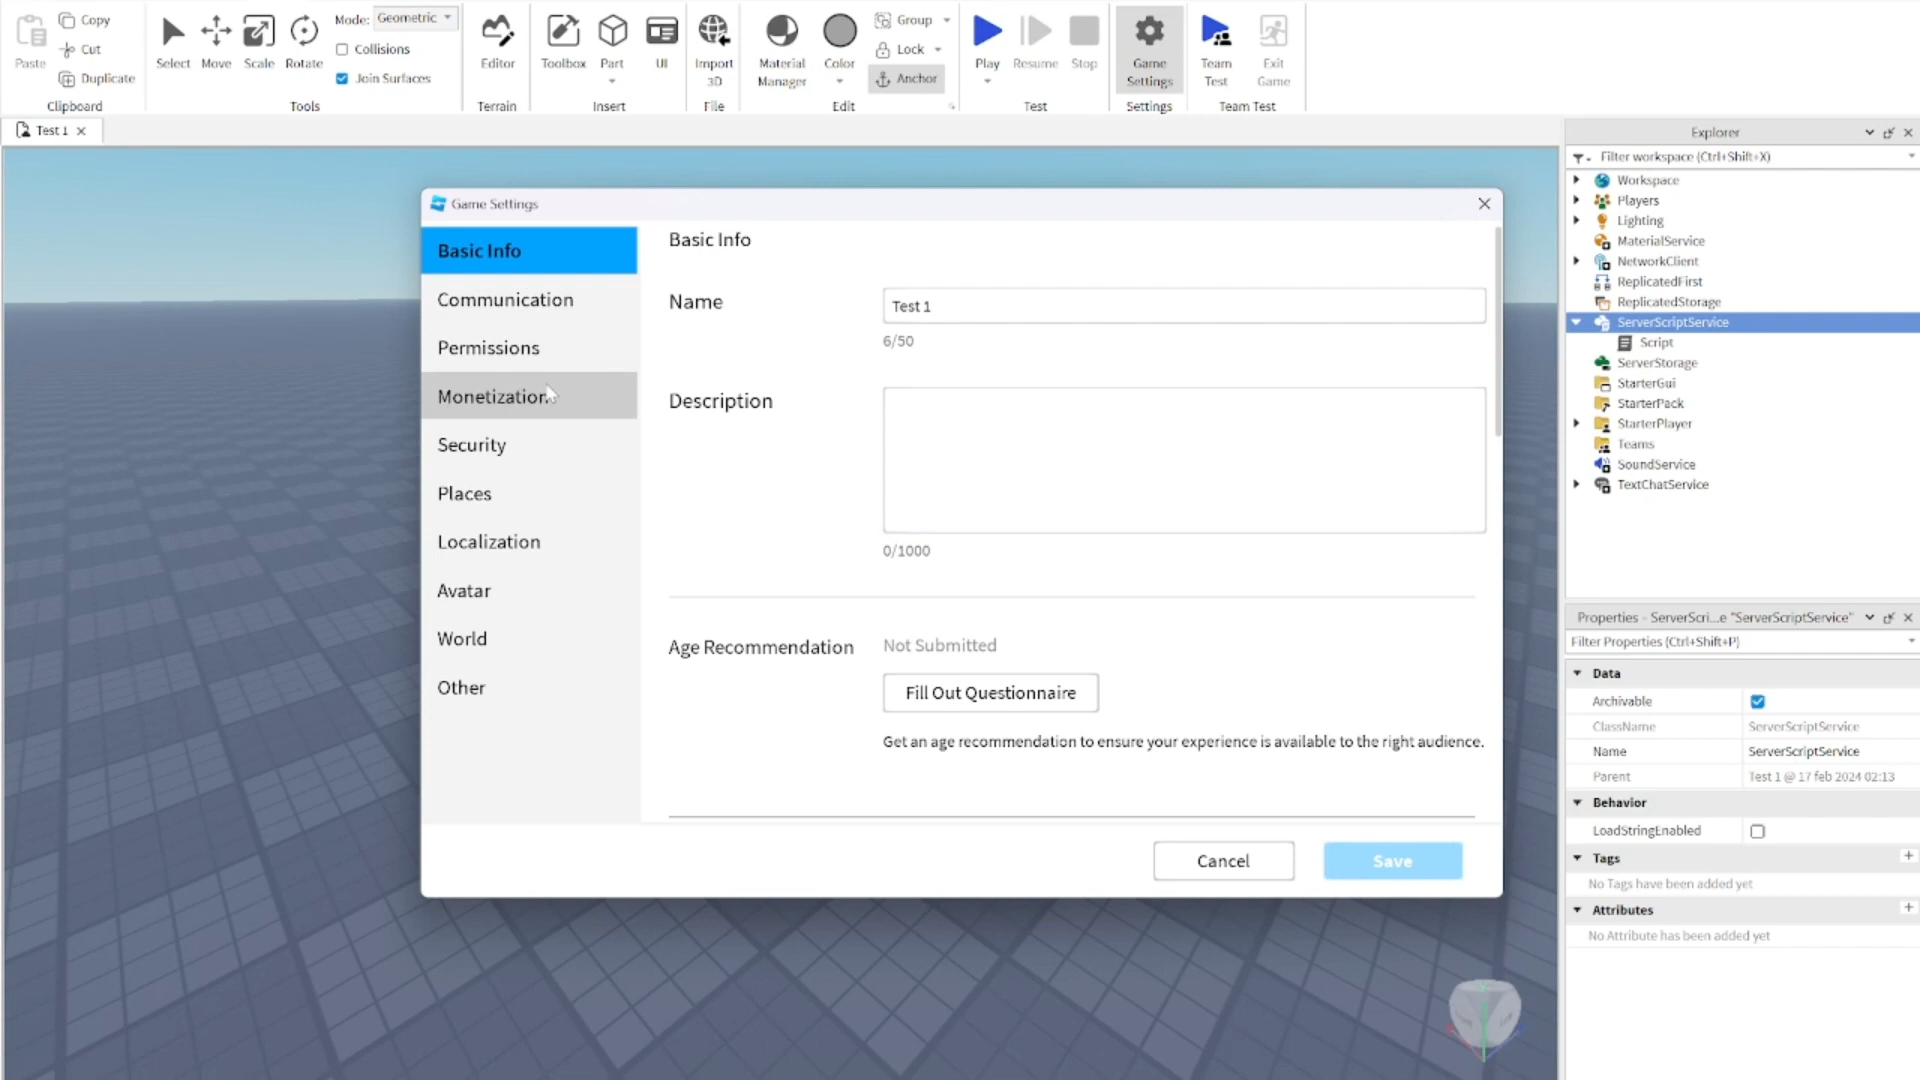 Paste
Copy
Cut
Duplicate
Clipboard
Select
Move
Scale
Rotate
Mode: Geometric
Collisions
Join Surfaces
Tools
Editor
Terrain
Toolbox
Part
UI
Insert
Import
3D
File
Material
Manager
Color
Group
Lock
Anchor
Edit
Play
Resume
Stop
Test
Game
Settings
Settings
Team
Test
Exit
Game
Team Test
Test 1
Game Settings
Basic Info
Communication
Permissions
Monetization
Security
Places
Localization
Avatar
World
Other
Basic Info
Name
Test 1
6/50
Description
0/1000
Age Recommendation
Not Submitted
Fill Out Questionnaire
Get an age recommendation to ensure your experience is available to the right audience.
Cancel
Save
Explorer
Filter workspace (Ctrl+Shift+X)
Workspace
Players
Lighting
MaterialService
NetworkClient
ReplicatedFirst
ReplicatedStorage
ServerScriptService
Script
ServerStorage
StarterGui
StarterPack
StarterPlayer
Teams
SoundService
TextChatService
Properties - ServerScri...e "ServerScriptService"
Filter Properties (Ctrl+Shift+P)
Data
Archivable
ClassName ServerScriptService
Name ServerScriptService
Parent Test 1 @ 17 feb 2024 02:13
Behavior
LoadStringEnabled
Tags
No Tags have been added yet
Attributes
No Attribute has been added yet